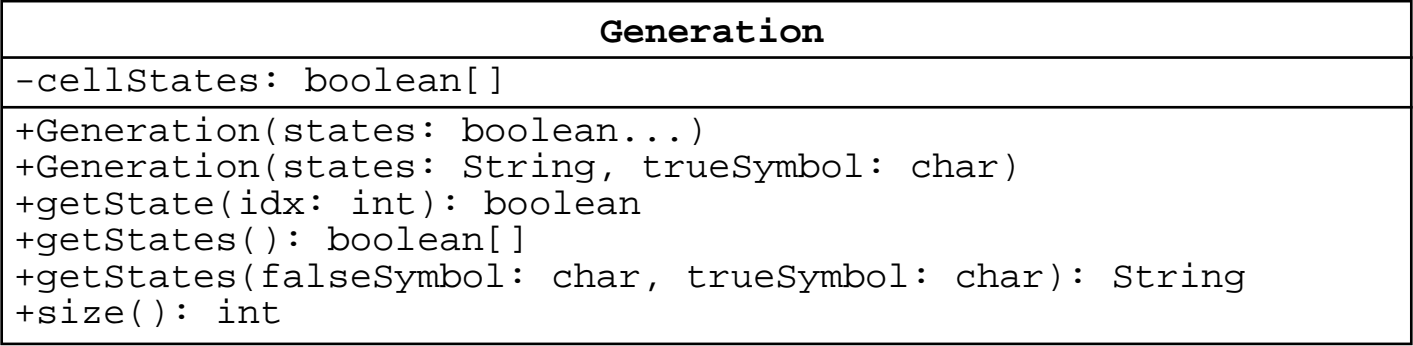 Generation
-cellStates: boolean[]
+Generation(states: boolean...)
+Generation(states: String, trueSymbol: char)
+getState(idx: int): boolean
+getStates(): boolean[]
+getStates(falseSymbol: char, trueSymbol: char): String
+size(): int